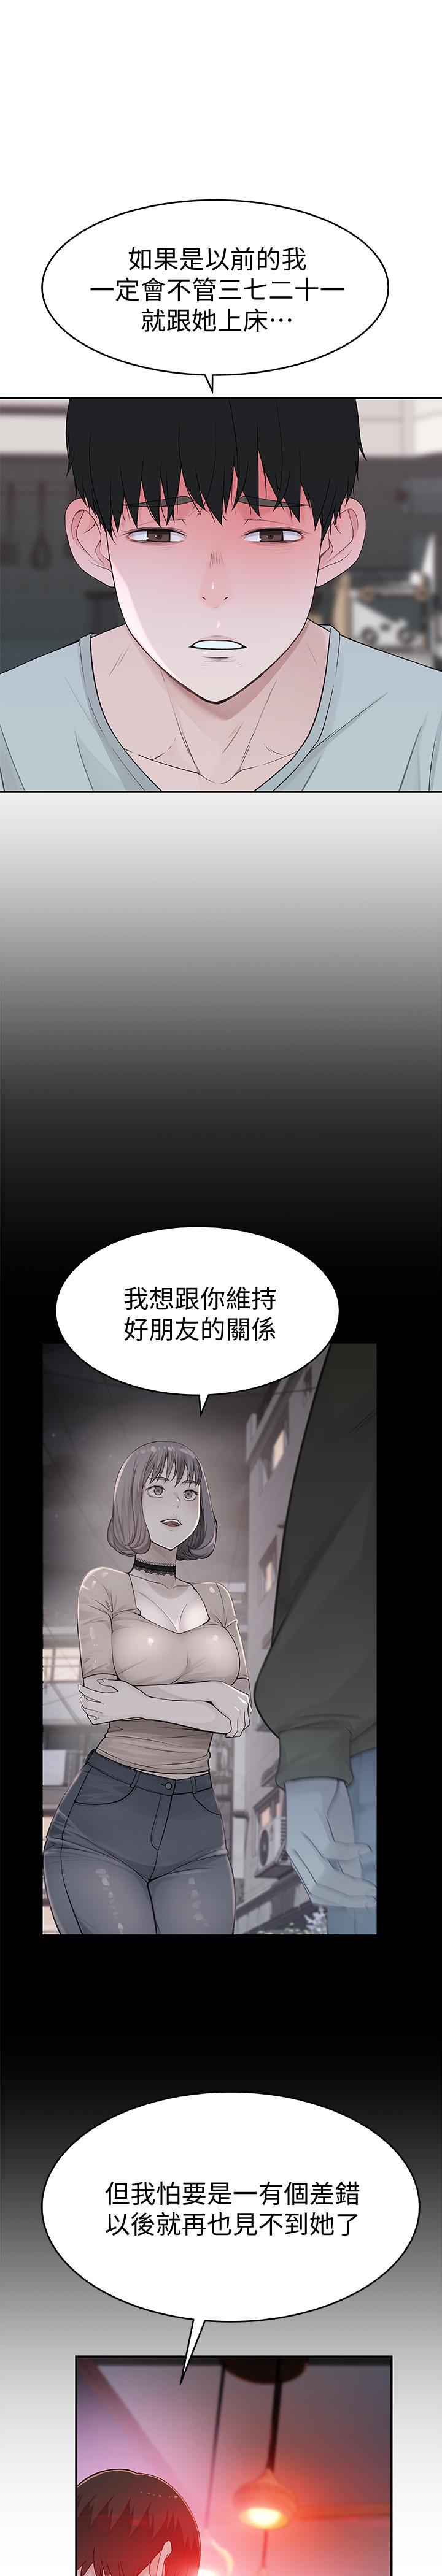 如果是以前的我
一定會不管三七二十一
就跟她上床⋯
我想跟你維持
好朋友的關係
但我怕要是一有個差錯
以後就再也見不到她了